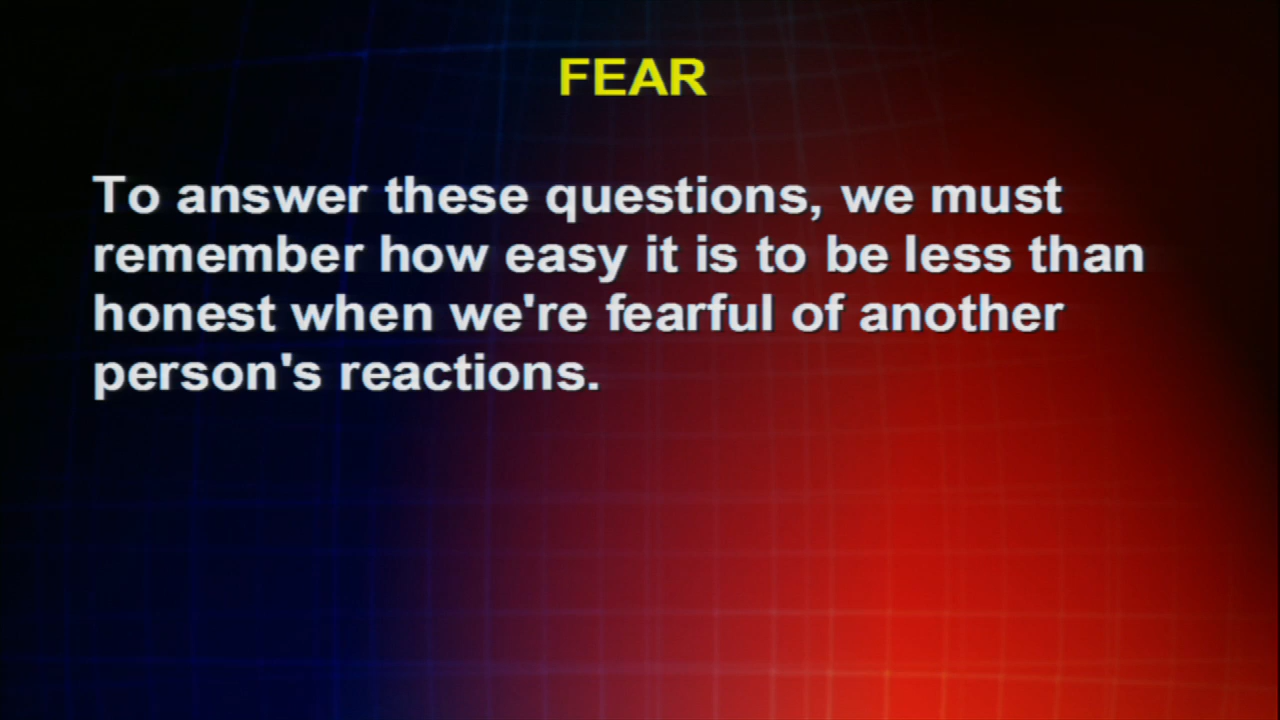 FEAR
To answer these questions, we must
remember how easy it is to be less than
honest when we're fearful of another
person's reactions.